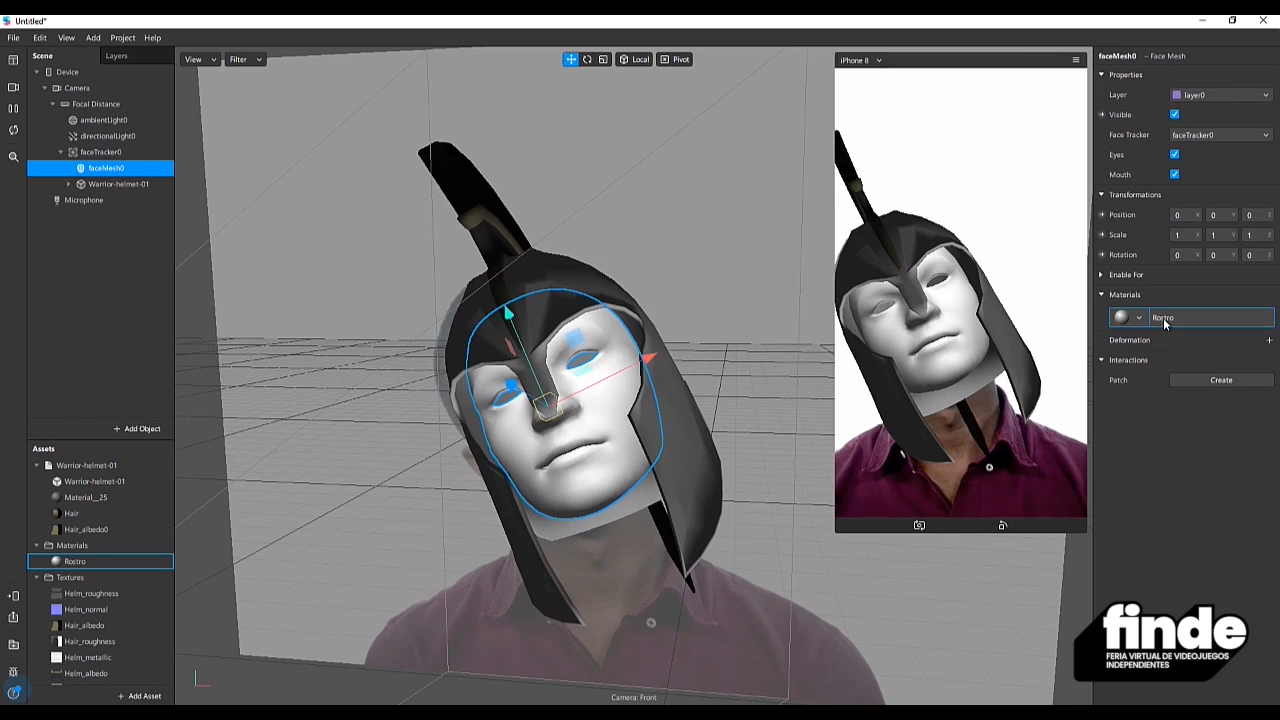 Untitled*
File Edit View Add Project Help
Scene Layers
Device
Camera
Focal Distance
ambientLight0
directionalLight0
faceTracker0
faceMesh0
Warrior-helmet-01
Microphone
+ Add Object
Assets
Warrior-helmet-01
Warrior-helmet-01
Material__25
Hair
Hair_albedo0
Materials
Rostro
Textures
Helm_roughness
Helm_normal
Hair_albedo
Hair_roughness
Helm_metallic
Helm_albedo
+ Add Asset
View Filter Local Pivot
Camera: Front
iPhone 8
faceMesh0 – Face Mesh
Properties
Layer layer0
Visible
Face Tracker faceTracker0
Eyes
Mouth
Transformations
Position 0 X 0 Y 0 Z
Scale 1 X 1 Y 1 Z
Rotation 0 X 0 Y 0 Z
Enable For
Materials
Rostro
Deformation +
Interactions
Patch Create
finde
FERIA VIRTUAL DE VIDEOJUEGOS
INDEPENDIENTES